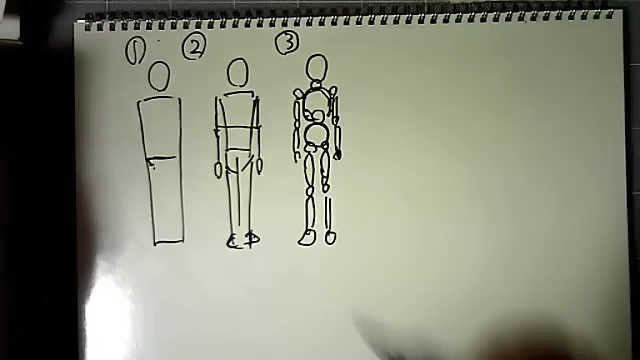 ① ② ③